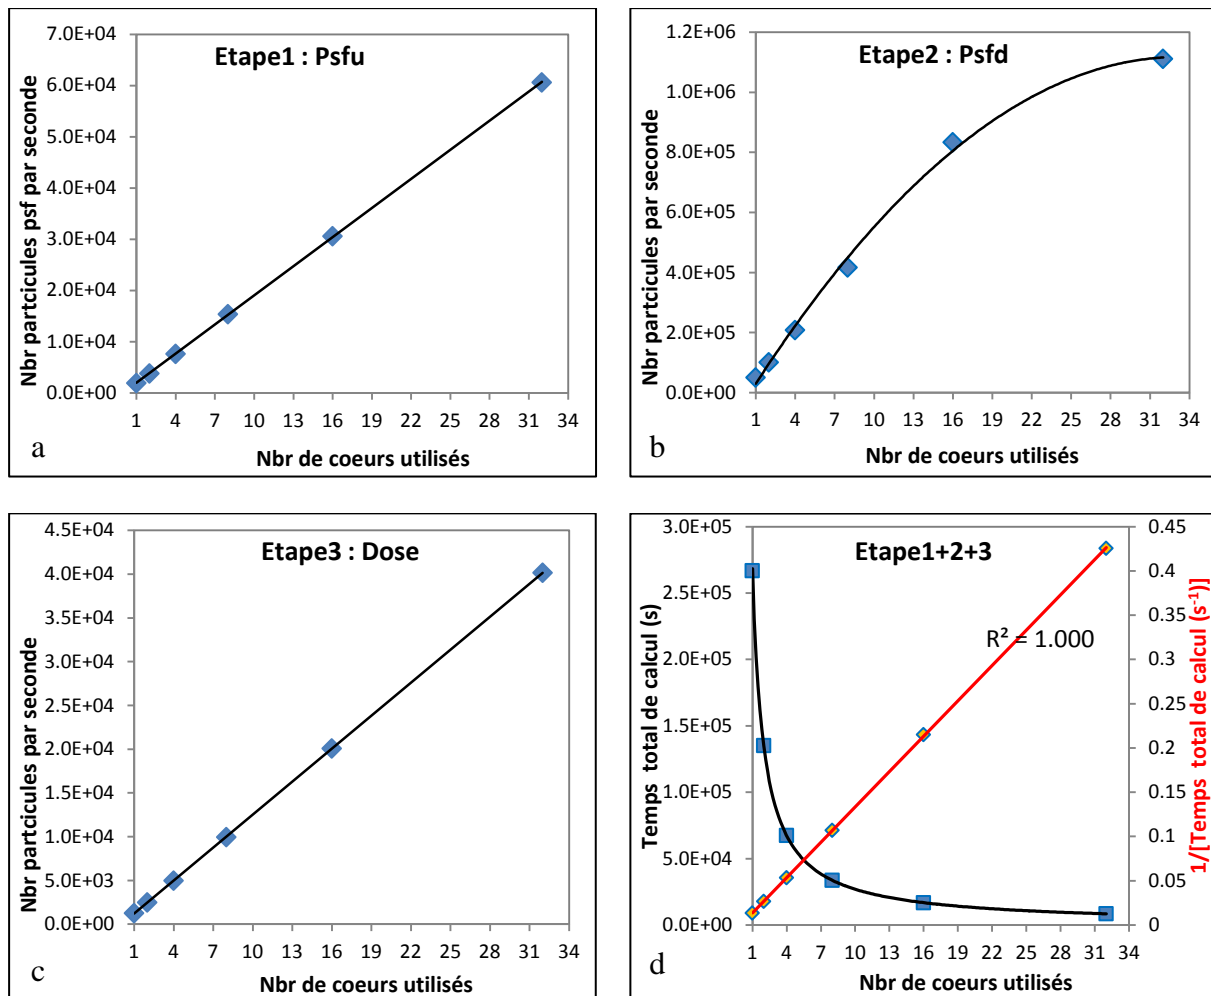 Etape1 : Psfu
Nbr partcicules psf par seconde
7.0E+04
6.0E+04
5.0E+04
4.0E+04
3.0E+04
2.0E+04
1.0E+04
0.0E+00
1 4 7 10 13 16 19 22 25 28 31 34
Nbr de coeurs utilisés
a
Etape2 : Psfd
Nbr partcicules par seconde
1.2E+06
1.0E+06
8.0E+05
6.0E+05
4.0E+05
2.0E+05
0.0E+00
1 4 7 10 13 16 19 22 25 28 31 34
Nbr de coeurs utilisés
b
Etape3 : Dose
Nbr partcicules par seconde
4.5E+04
4.0E+04
3.5E+04
3.0E+04
2.5E+04
2.0E+04
1.5E+04
1.0E+04
5.0E+03
0.0E+00
1 4 7 10 13 16 19 22 25 28 31 34
Nbr de coeurs utilisés
c
Etape1+2+3
Temps total de calcul (s)
3.0E+05
2.5E+05
2.0E+05
1.5E+05
1.0E+05
5.0E+04
0.0E+00
R² = 1.000
0.45
0.4
0.35
0.3
0.25
0.2
0.15
0.1
0.05
0
1/[Temps total de calcul (s⁻¹)]
1 4 7 10 13 16 19 22 25 28 31 34
Nbr de coeurs utilisés
d